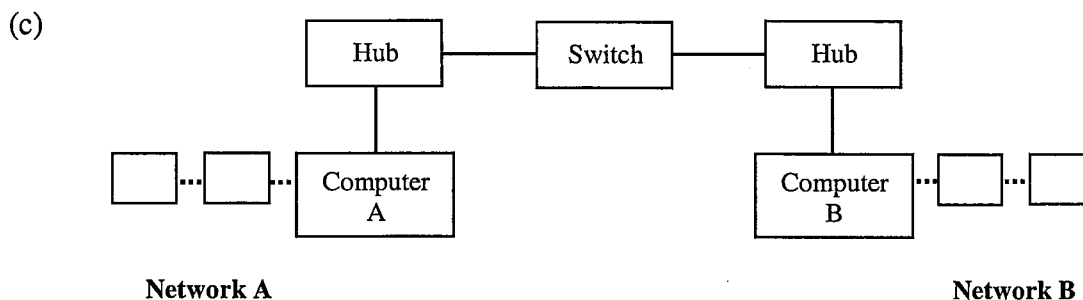 (c)
Hub
Switch
Hub
Computer
A
Computer
B
Network A
Network B